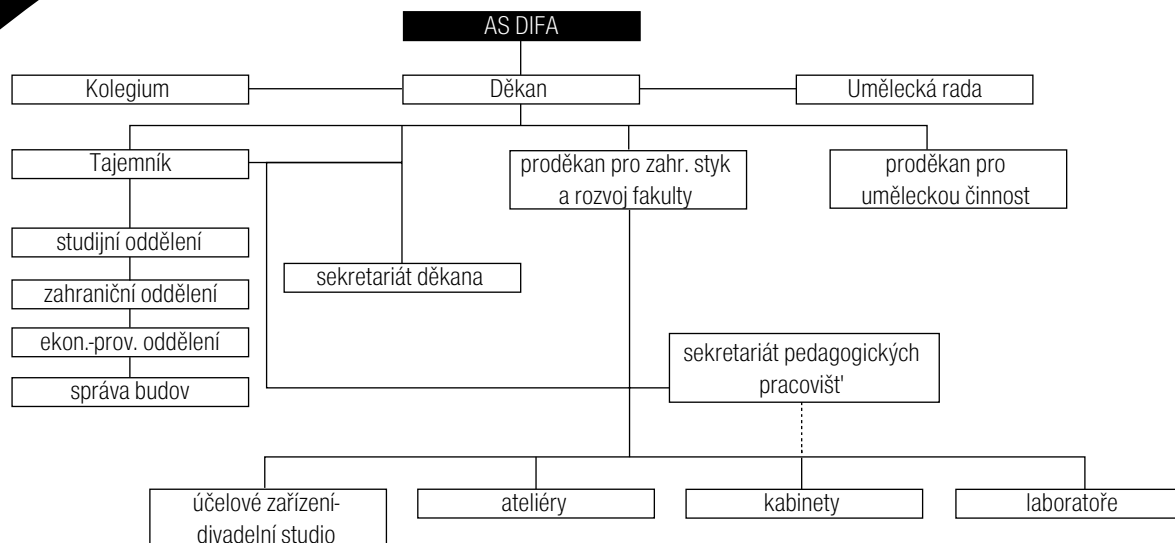 AS DIFA
Kolegium
Děkan
Umělecká rada
Tajemník
proděkan pro zahr. styk
a rozvoj fakulty
proděkan pro
uměleckou činnost
studijní oddělení
sekretariát děkana
zahraniční oddělení
ekon.-prov. oddělení
sekretariát pedagogických
pracovišt'
správa budov
účelové zařízení-
divadelní studio
ateliéry
kabinety
laboratoře